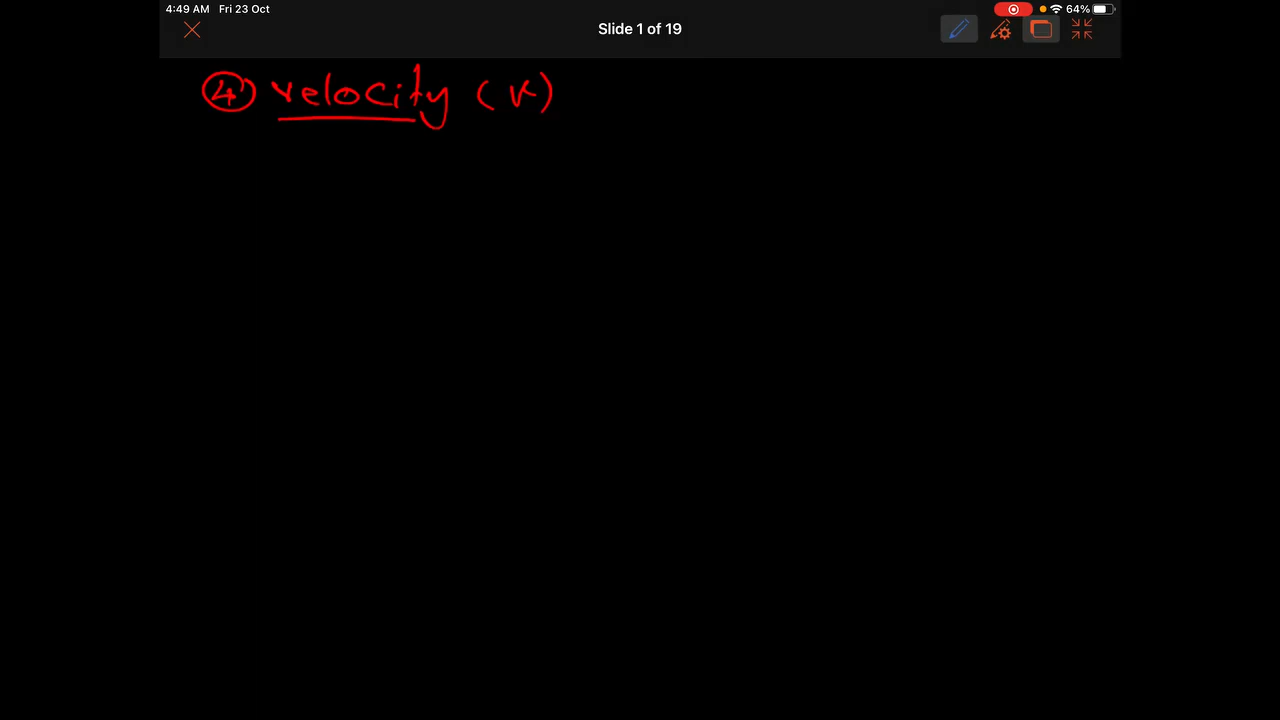 4:49 AM Fri 23 Oct 64%
Slide 1 of 19
④ velocity (v)